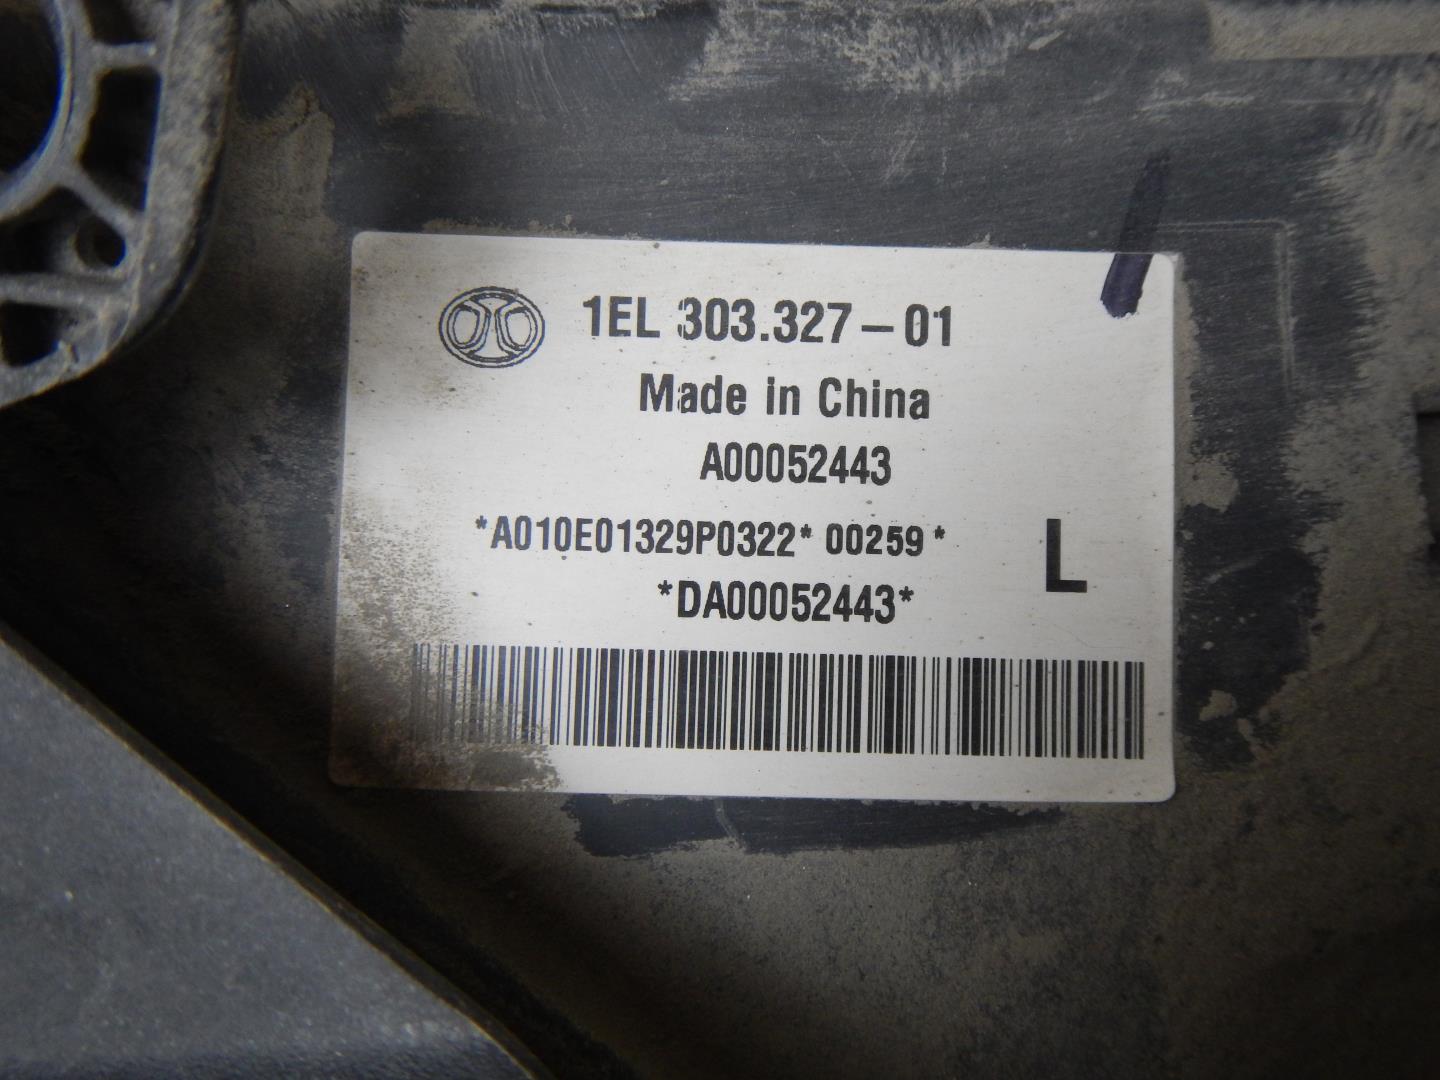 1EL 303.327-01
Made in China
A00052443
*A010E01329P0322* 00259*
L
*DA00052443*